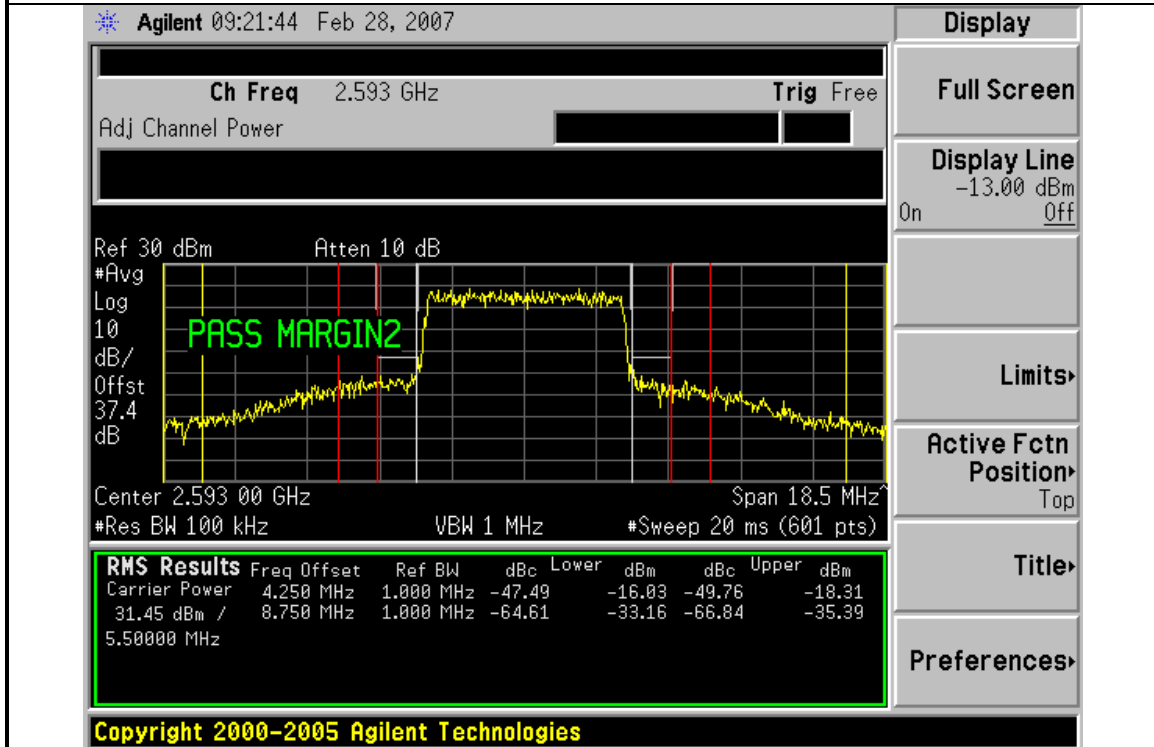 Agilent 09:21:44 Feb 28, 2007
Display
Ch Freq 2.593 GHz Trig Free
Adj Channel Power
Full Screen
Display Line
-13.00 dBm
On Off
Ref 30 dBm Atten 10 dB
#Avg
Log
10
dB/
Offst
37.4
dB
PASS MARGIN2
Center 2.593 00 GHz Span 18.5 MHz^
#Res BW 100 kHz VBW 1 MHz #Sweep 20 ms (601 pts)
Limits
Active Fctn
Position
Top
Title
Preferences
RMS Results Freq Offset Ref BW dBc Lower dBm dBc Upper dBm
Carrier Power 4.250 MHz 1.000 MHz -47.49 -16.03 -49.76 -18.31
31.45 dBm / 8.750 MHz 1.000 MHz -64.61 -33.16 -66.84 -35.39
5.50000 MHz
Copyright 2000-2005 Agilent Technologies